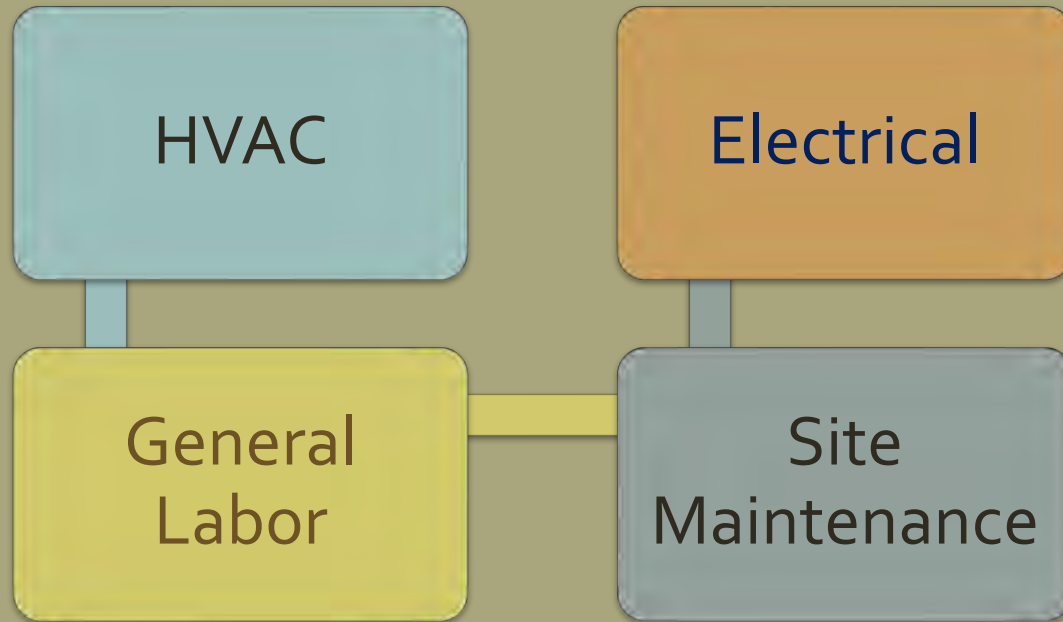 HVAC
Electrical
General
Labor
Site
Maintenance